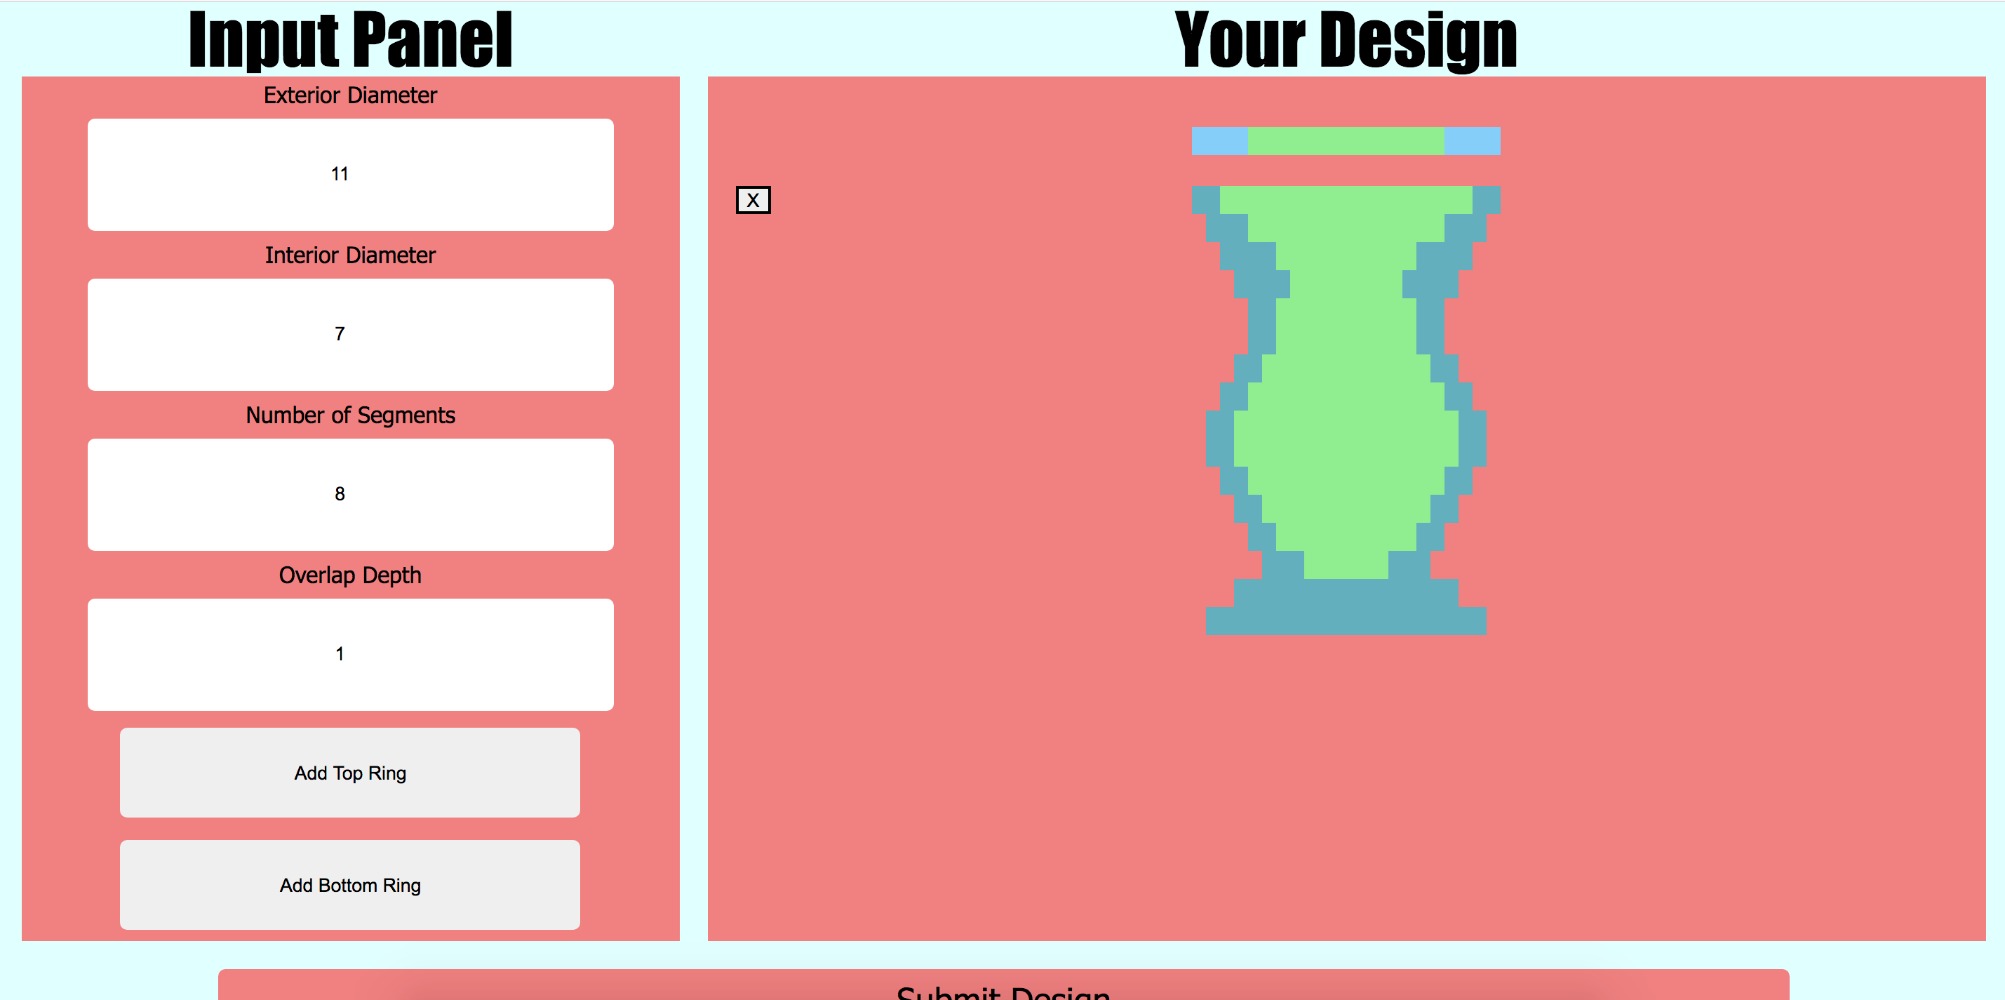 Input Panel
Exterior Diameter
11
Interior Diameter
7
Number of Segments
8
Overlap Depth
1
Add Top Ring
Add Bottom Ring
Your Design
X
Submit Design